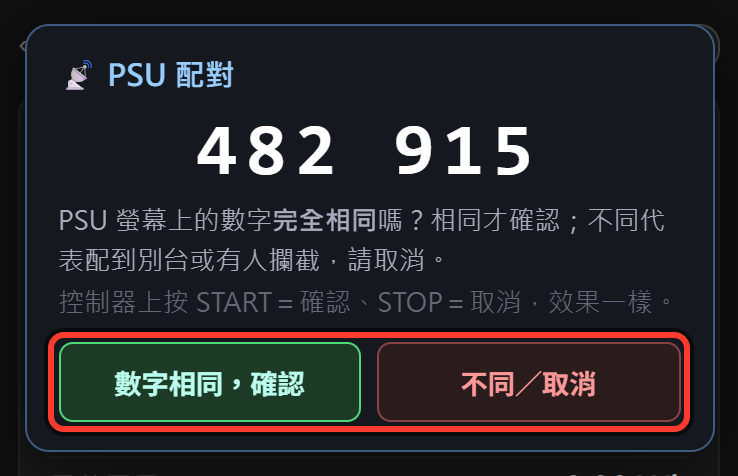 PSU 配對
482 915
PSU 螢幕上的數字完全相同嗎？相同才確認；不同代
表配到別台或有人攔截，請取消。
控制器上按 START = 確認、STOP = 取消，效果一樣。
數字相同，確認
不同／取消